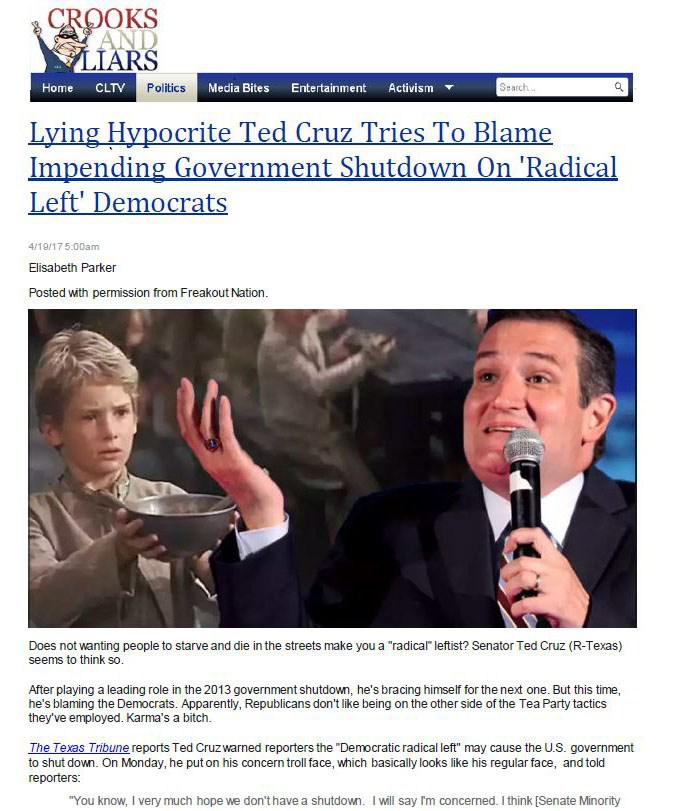 CROOKS
AND
LIARS
Home CLTV Politics Media Bites Entertainment Activism Search...
Lying Hypocrite Ted Cruz Tries To Blame
Impending Government Shutdown On 'Radical
Left' Democrats
4/19/17 5:00am
Elisabeth Parker
Posted with permission from Freakout Nation.
Does not wanting people to starve and die in the streets make you a "radical" leftist? Senator Ted Cruz (R-Texas)
seems to think so.
After playing a leading role in the 2013 government shutdown, he's bracing himself for the next one. But this time,
he's blaming the Democrats. Apparently, Republicans don't like being on the other side of the Tea Party tactics
they've employed. Karma's a bitch.
The Texas Tribune reports Ted Cruz warned reporters the "Democratic radical left" may cause the U.S. government
to shut down. On Monday, he put on his concern troll face, which basically looks like his regular face, and told
reporters:
"You know, I very much hope we don't have a shutdown. I will say I'm concerned. I think [Senate Minority